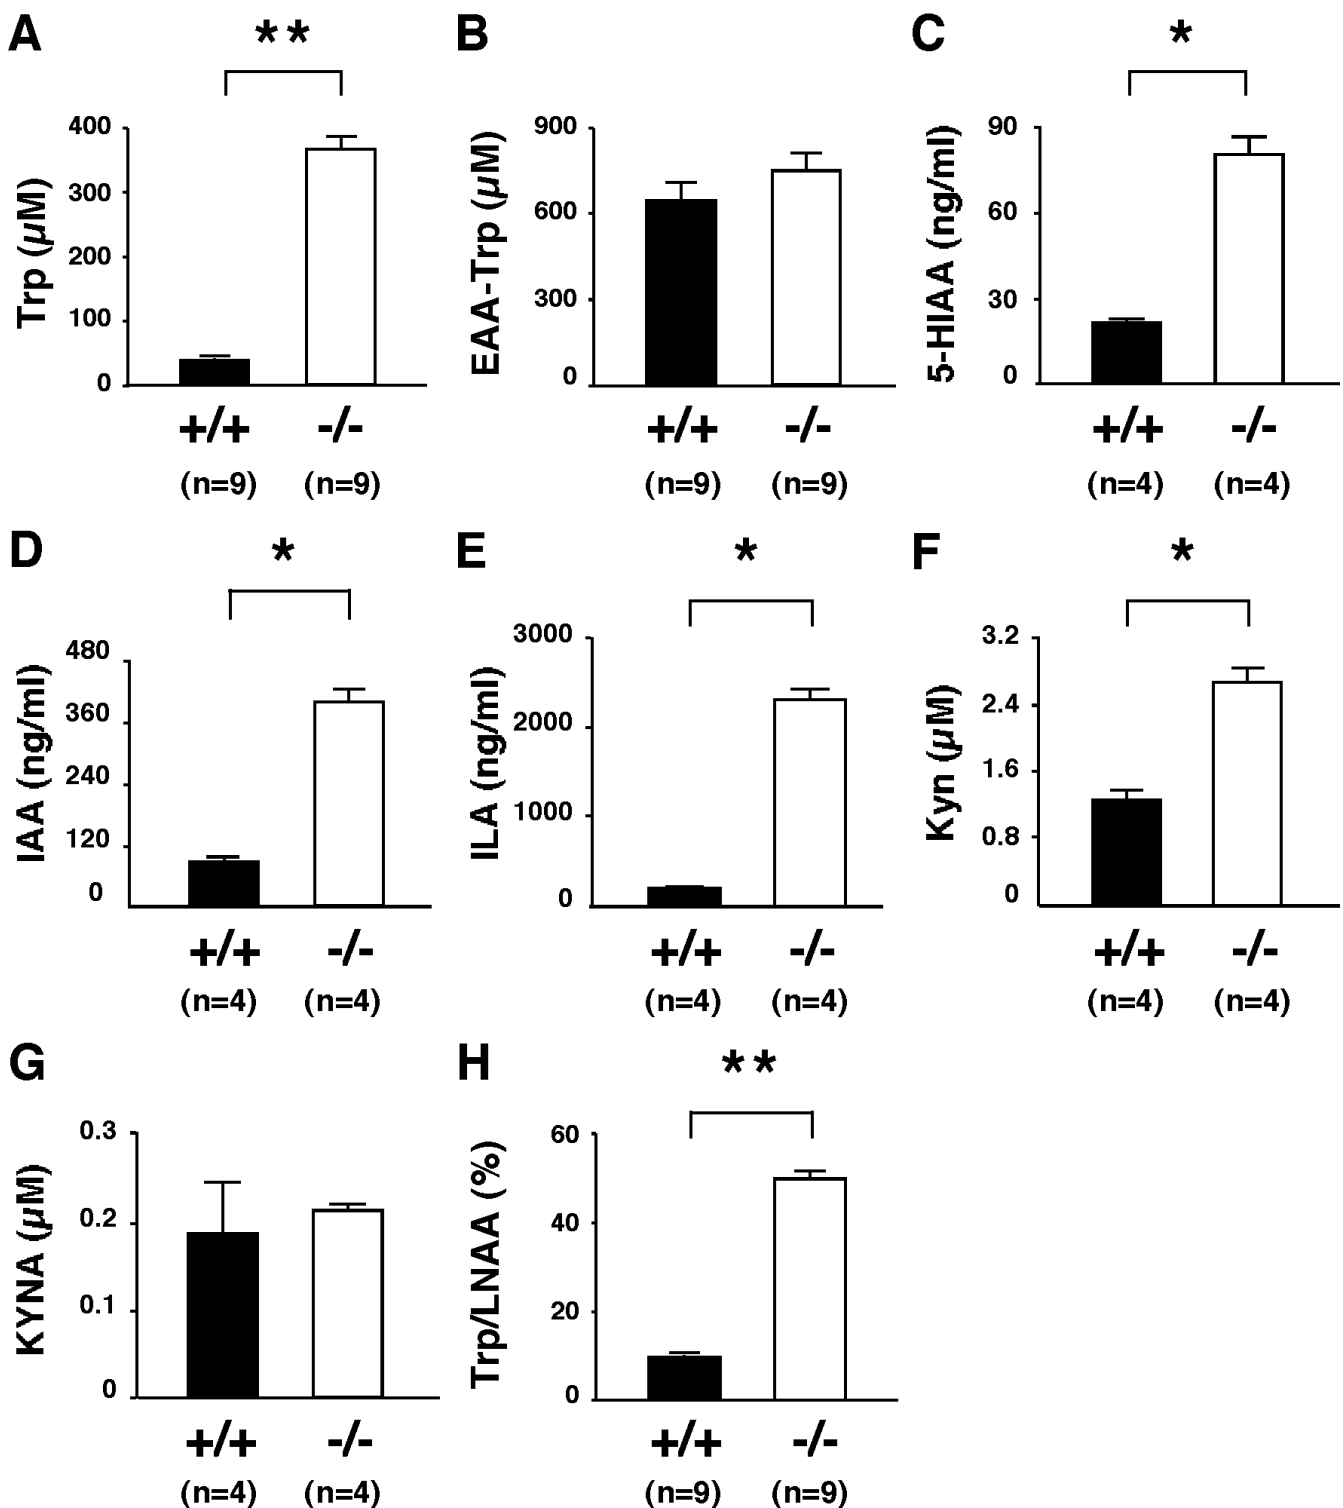 A
**
Trp (µM)
400
300
200
100
0
+/+
-/-
(n=9)
(n=9)
B
EAA-Trp (µM)
900
600
300
0
+/+
-/-
(n=9)
(n=9)
C
*
5-HIAA (ng/ml)
90
60
30
0
+/+
-/-
(n=4)
(n=4)
D
*
IAA (ng/ml)
480
360
240
120
0
+/+
-/-
(n=4)
(n=4)
E
*
ILA (ng/ml)
3000
2000
1000
0
+/+
-/-
(n=4)
(n=4)
F
*
Kyn (µM)
3.2
2.4
1.6
0.8
0
+/+
-/-
(n=4)
(n=4)
G
KYNA (µM)
0.3
0.2
0.1
0
+/+
-/-
(n=4)
(n=4)
H
**
Trp/LNAA (%)
60
40
20
0
+/+
-/-
(n=9)
(n=9)